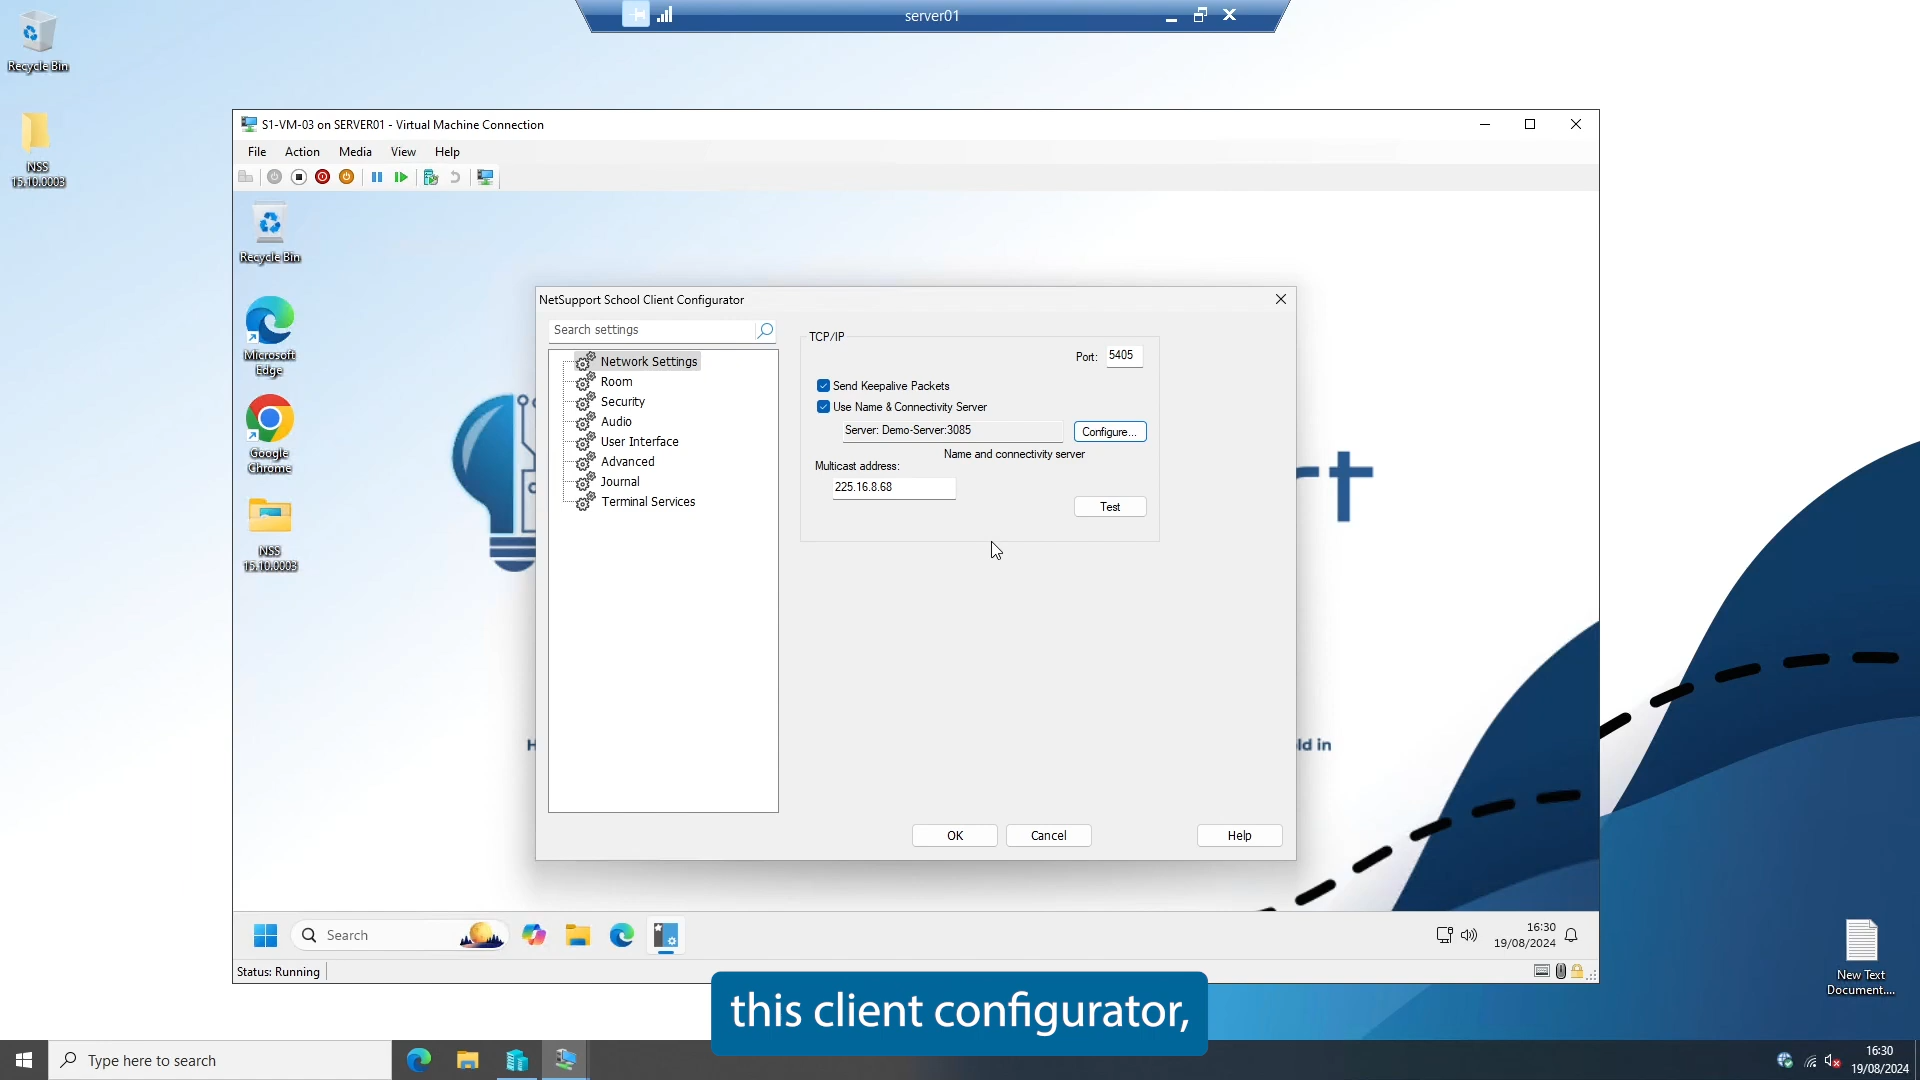 server01
Recycle Bin
NSS
15.10.0003
S1-VM-03 on SERVER01 - Virtual Machine Connection
File Action Media View Help
Recycle Bin
Microsoft
Edge
Google
Chrome
NSS
15.10.0003
NetSupport School Client Configurator
Search settings
Network Settings
Room
Security
Audio
User Interface
Advanced
Journal
Terminal Services
TCP/IP
Port: 5405
Send Keepalive Packets
Use Name & Connectivity Server
Server: Demo-Server:3085
Configure...
Name and connectivity server
Multicast address:
225.16.8.68
Test
rt
H
ld in
OK
Cancel
Help
Search
16:30
19/08/2024
Status: Running
New Text
Document....
this client configurator,
Type here to search
16:30
19/08/2024